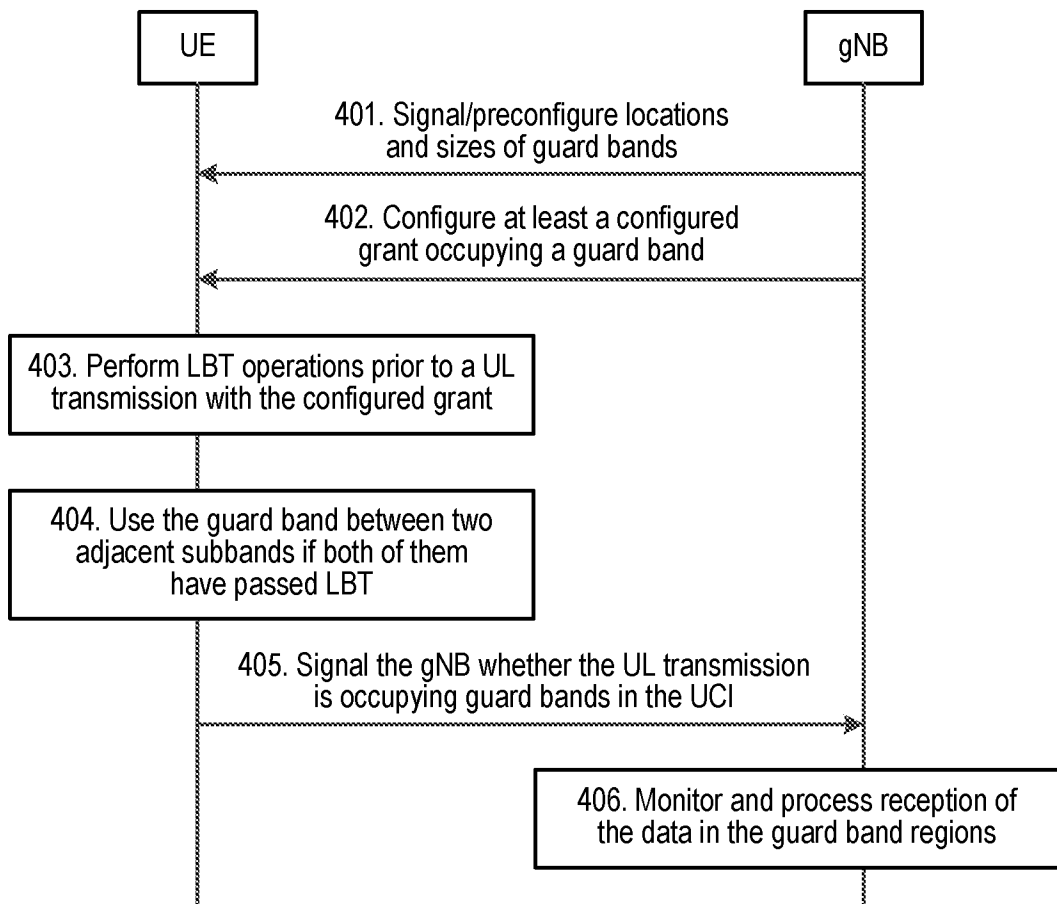 UE
gNB
401. Signal/preconfigure locations
and sizes of guard bands
402. Configure at least a configured
grant occupying a guard band
403. Perform LBT operations prior to a UL
transmission with the configured grant
404. Use the guard band between two
adjacent subbands if both of them
have passed LBT
405. Signal the gNB whether the UL transmission
is occupying guard bands in the UCI
406. Monitor and process reception of
the data in the guard band regions